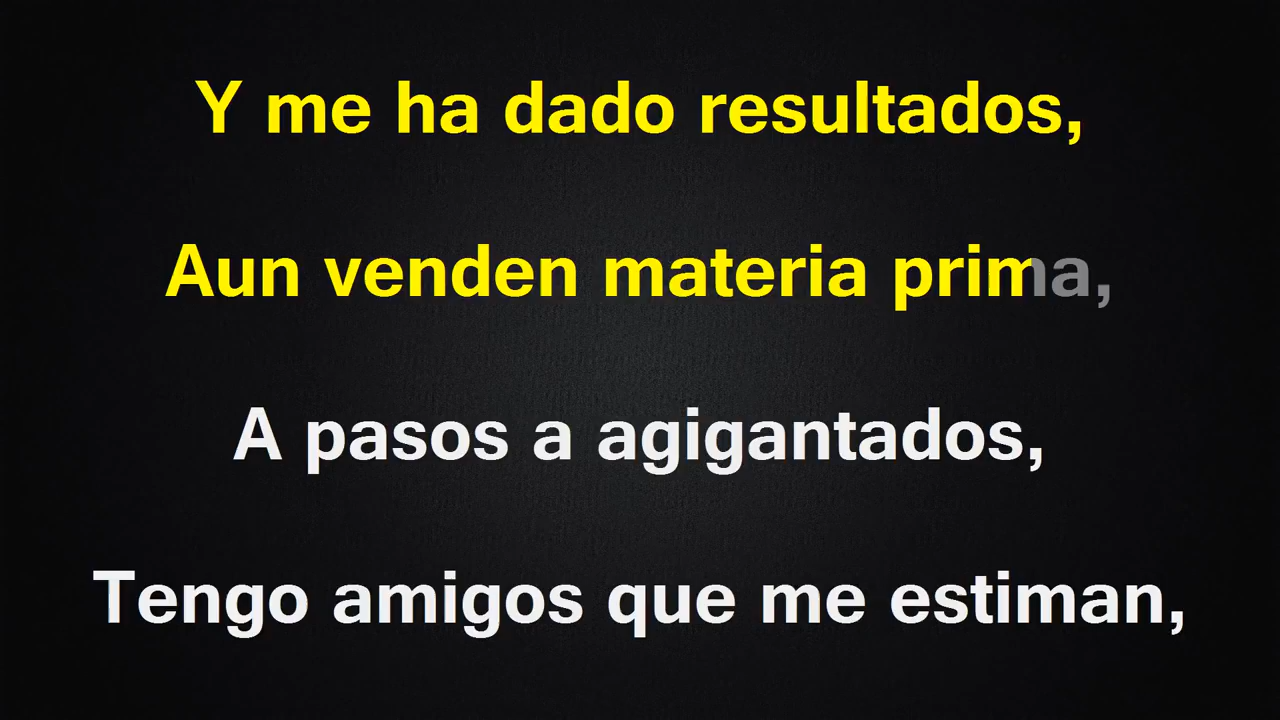 Y me ha dado resultados,
Aun venden materia prima,
A pasos a agigantados,
Tengo amigos que me estiman,